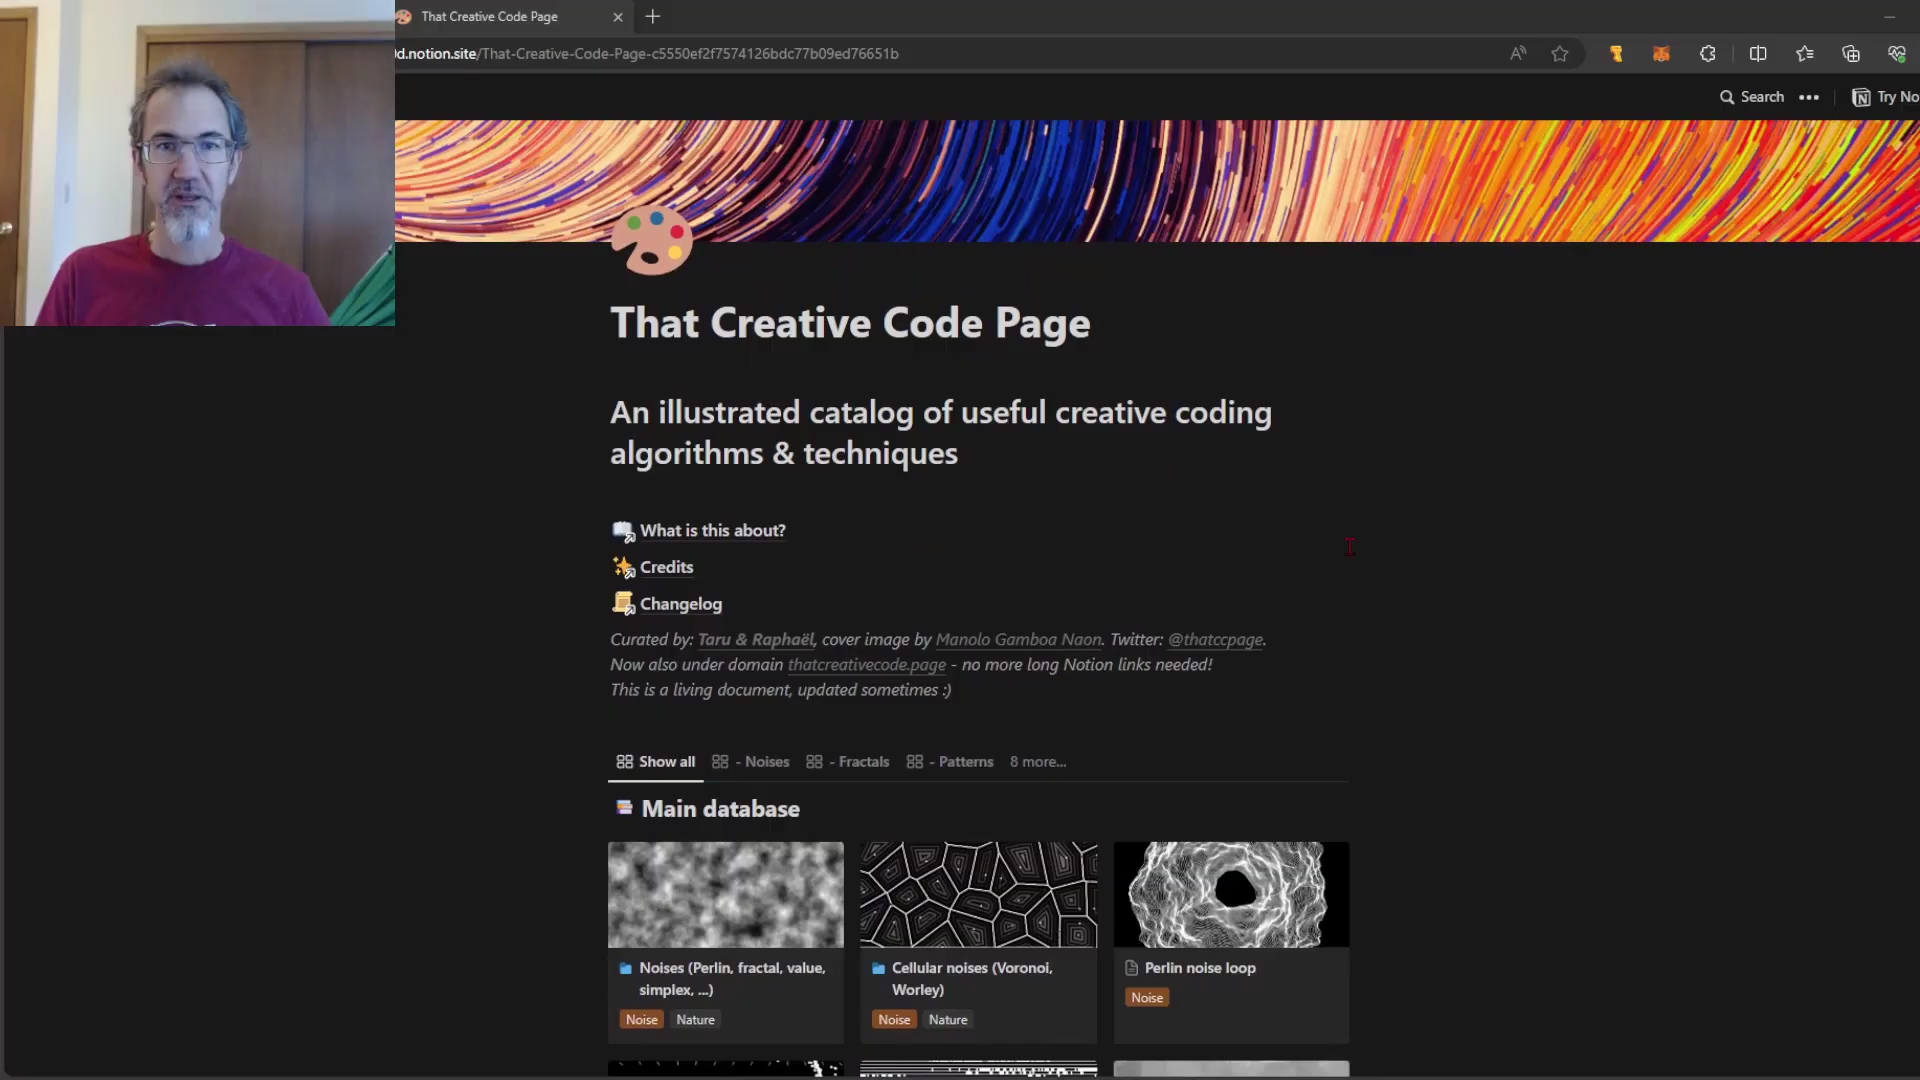 That Creative Code Page
d.notion.site/That-Creative-Code-Page-c5550ef2f7574126bdc77b09ed76651b
Search
Try No
That Creative Code Page
An illustrated catalog of useful creative coding
algorithms & techniques
What is this about?
Credits
Changelog
Curated by: Taru & Raphaël, cover image by Manolo Gamboa Naon. Twitter: @thatccpage.
Now also under domain thatcreativecode.page - no more long Notion links needed!
This is a living document, updated sometimes :)
Show all - Noises - Fractals - Patterns 8 more...
Main database
Noises (Perlin, fractal, value,
simplex, ...)
Noise Nature
Cellular noises (Voronoi,
Worley)
Noise Nature
Perlin noise loop
Noise